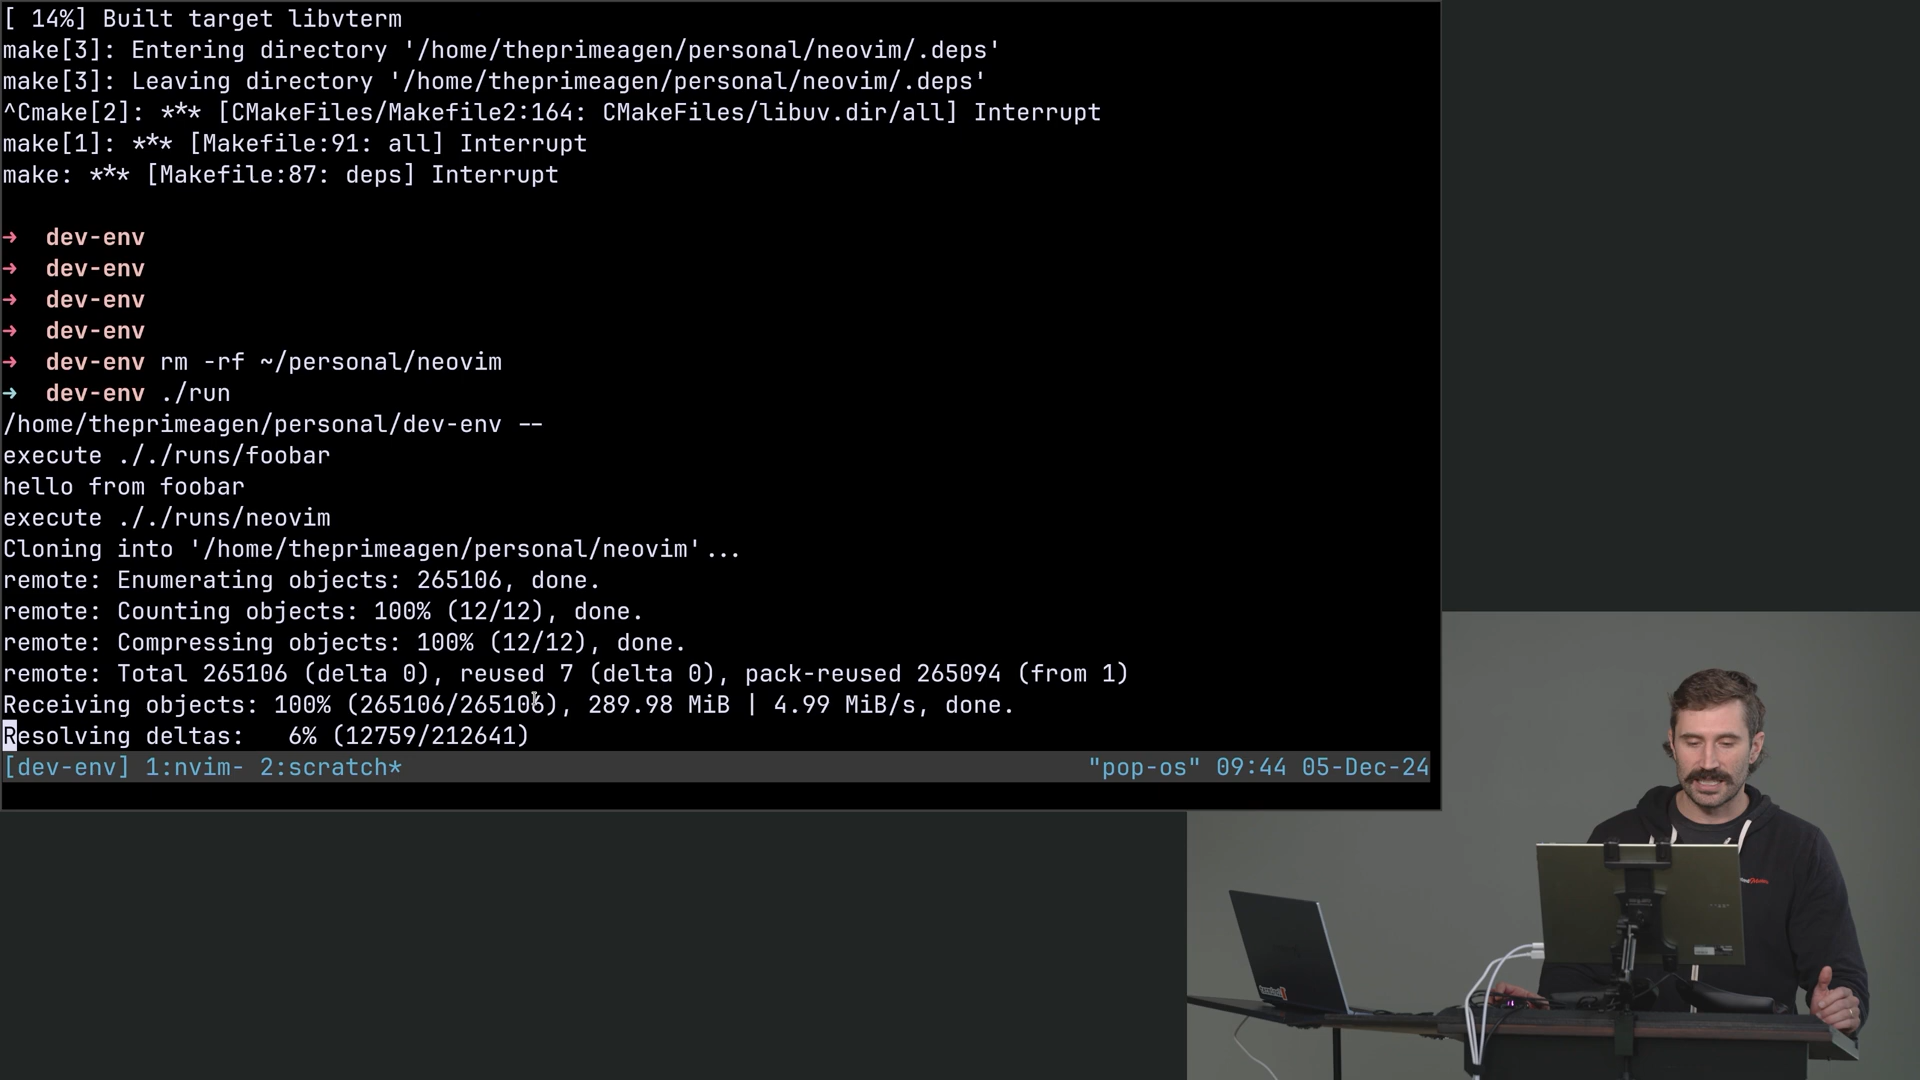 [ 14%] Built target libvterm
make[3]: Entering directory '/home/theprimeagen/personal/neovim/.deps'
make[3]: Leaving directory '/home/theprimeagen/personal/neovim/.deps'
^Cmake[2]: *** [CMakeFiles/Makefile2:164: CMakeFiles/libuv.dir/all] Interrupt
make[1]: *** [Makefile:91: all] Interrupt
make: *** [Makefile:87: deps] Interrupt
➜  dev-env
➜  dev-env
➜  dev-env
➜  dev-env
➜  dev-env rm -rf ~/personal/neovim
➜  dev-env ./run
/home/theprimeagen/personal/dev-env --
execute ././runs/foobar
hello from foobar
execute ././runs/neovim
Cloning into '/home/theprimeagen/personal/neovim'...
remote: Enumerating objects: 265106, done.
remote: Counting objects: 100% (12/12), done.
remote: Compressing objects: 100% (12/12), done.
remote: Total 265106 (delta 0), reused 7 (delta 0), pack-reused 265094 (from 1)
Receiving objects: 100% (265106/265106), 289.98 MiB | 4.99 MiB/s, done.
Resolving deltas:   6% (12759/212641)
[dev-env] 1:nvim- 2:scratch* "pop-os" 09:44 05-Dec-24